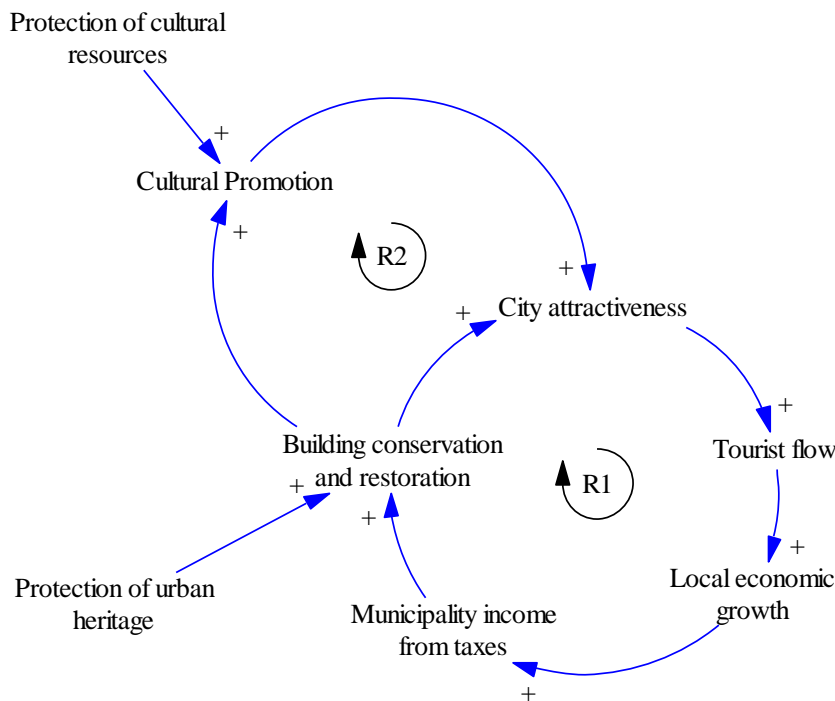 Protection of cultural
resources
+
Cultural Promotion
+
R2
+
City attractiveness
+
+
Tourist flow
Building conservation
and restoration
+
R1
+
+
Protection of urban
heritage
Municipality income
from taxes
Local economic
growth
+